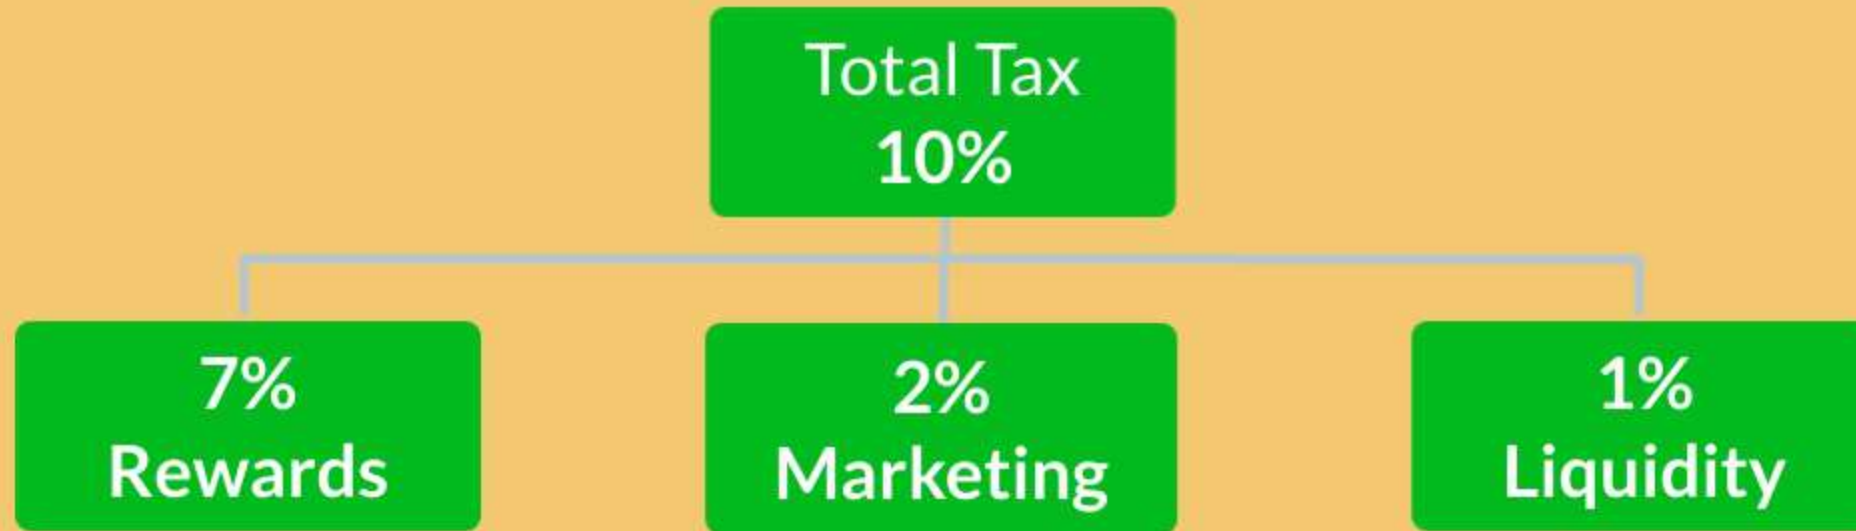 Total Tax
10%
7%
Rewards
2%
Marketing
1%
Liquidity